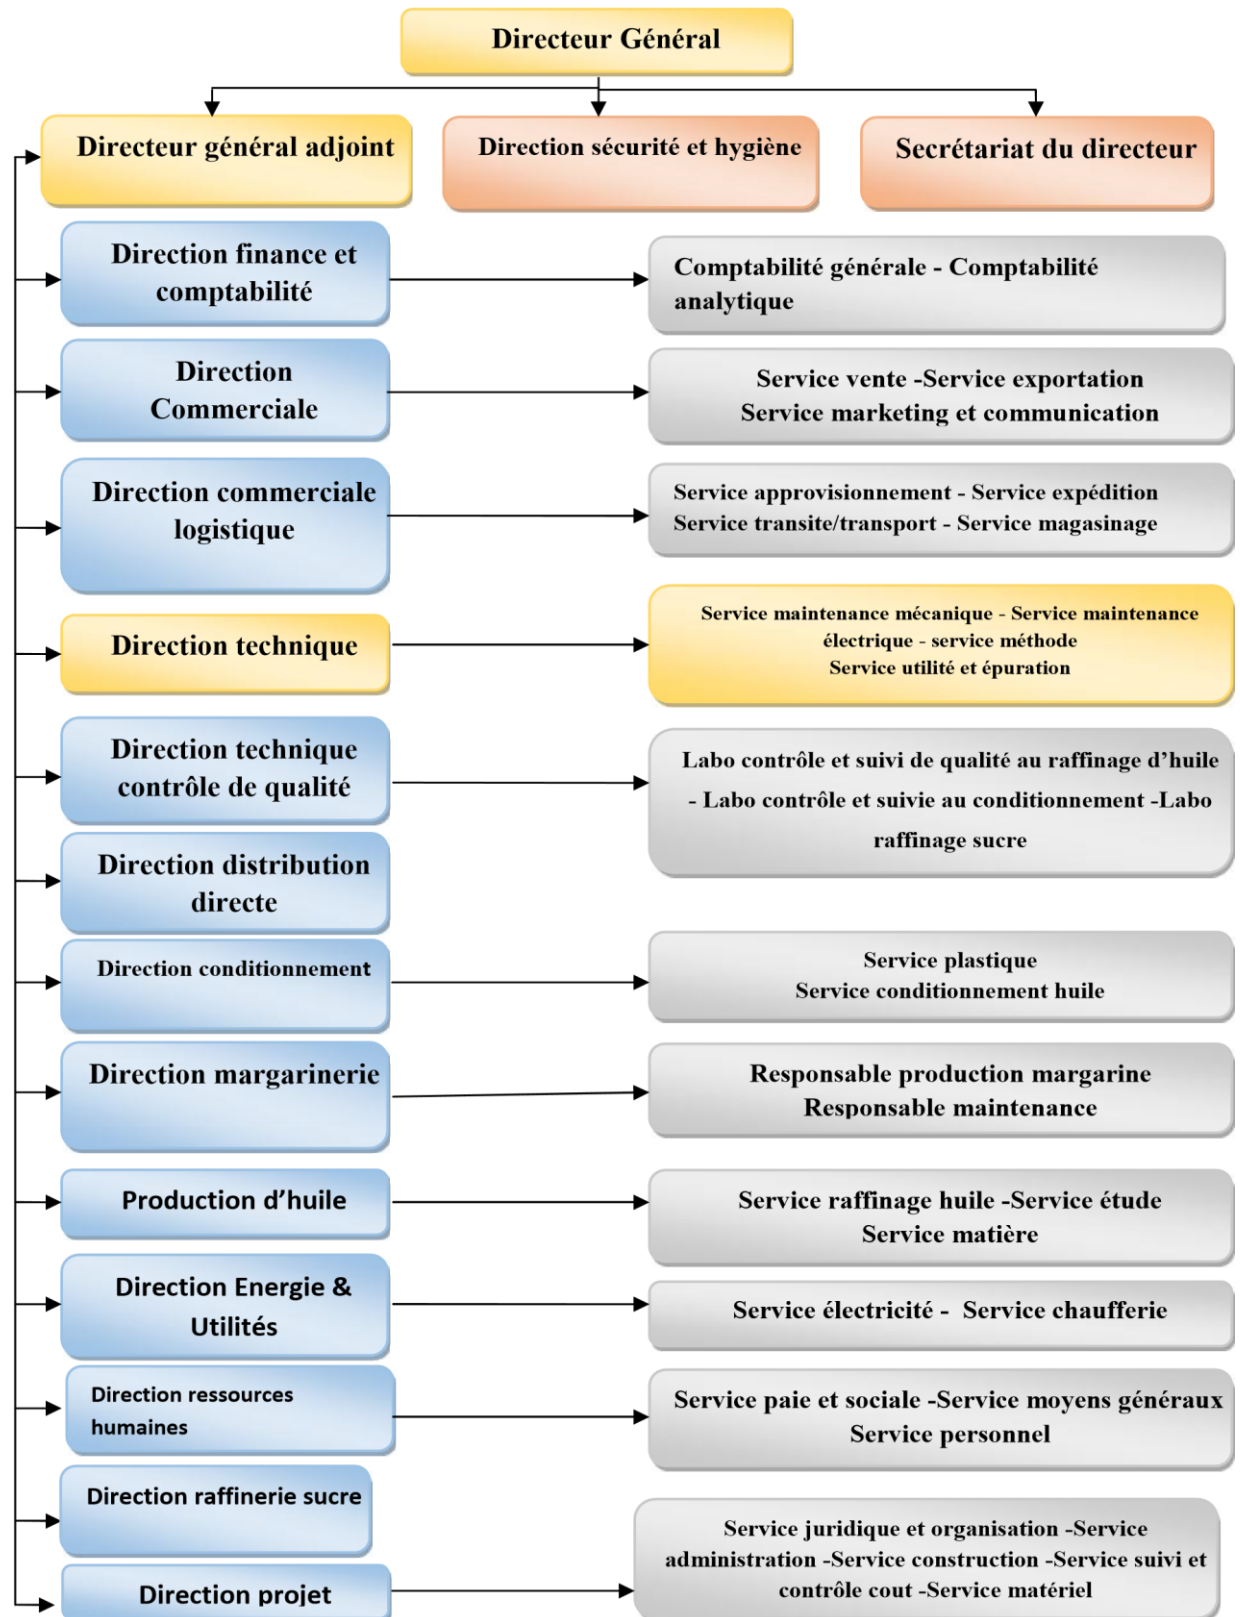 Directeur Général
Directeur général adjoint
Direction sécurité et hygiène
Secrétariat du directeur
Direction finance et
comptabilité
Comptabilité générale - Comptabilité
analytique
Direction
Commerciale
Service vente -Service exportation
Service marketing et communication
Direction commerciale
logistique
Service approvisionnement - Service expédition
Service transite/transport - Service magasinage
Direction technique
Service maintenance mécanique - Service maintenance
électrique - service méthode
Service utilité et épuration
Direction technique
contrôle de qualité
Labo contrôle et suivi de qualité au raffinage d’huile
- Labo contrôle et suivie au conditionnement -Labo
raffinage sucre
Direction distribution
directe
Direction conditionnement
Service plastique
Service conditionnement huile
Direction margarinerie
Responsable production margarine
Responsable maintenance
Production d’huile
Service raffinage huile -Service étude
Service matière
Direction Energie &
Utilités
Service électricité - Service chaufferie
Direction ressources
humaines
Service paie et sociale -Service moyens généraux
Service personnel
Direction raffinerie sucre
Direction projet
Service juridique et organisation -Service
administration -Service construction -Service suivi et
contrôle cout -Service matériel